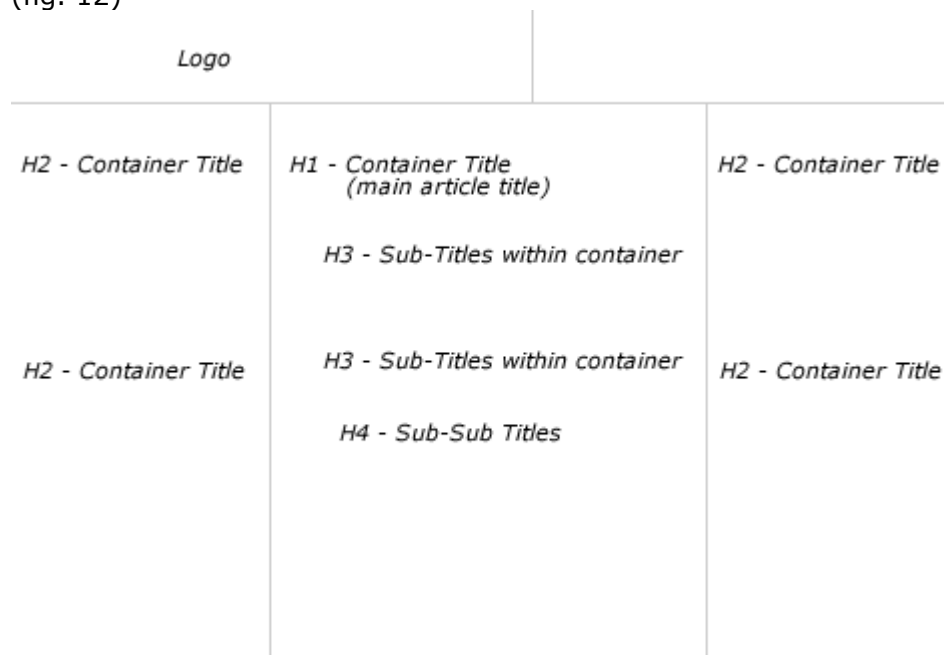 (fig. 12)
Logo
H2 - Container Title
H2 - Container Title
H1 - Container Title
(main article title)
H3 - Sub-Titles within container
H3 - Sub-Titles within container
H4 - Sub-Sub Titles
H2 - Container Title
H2 - Container Title